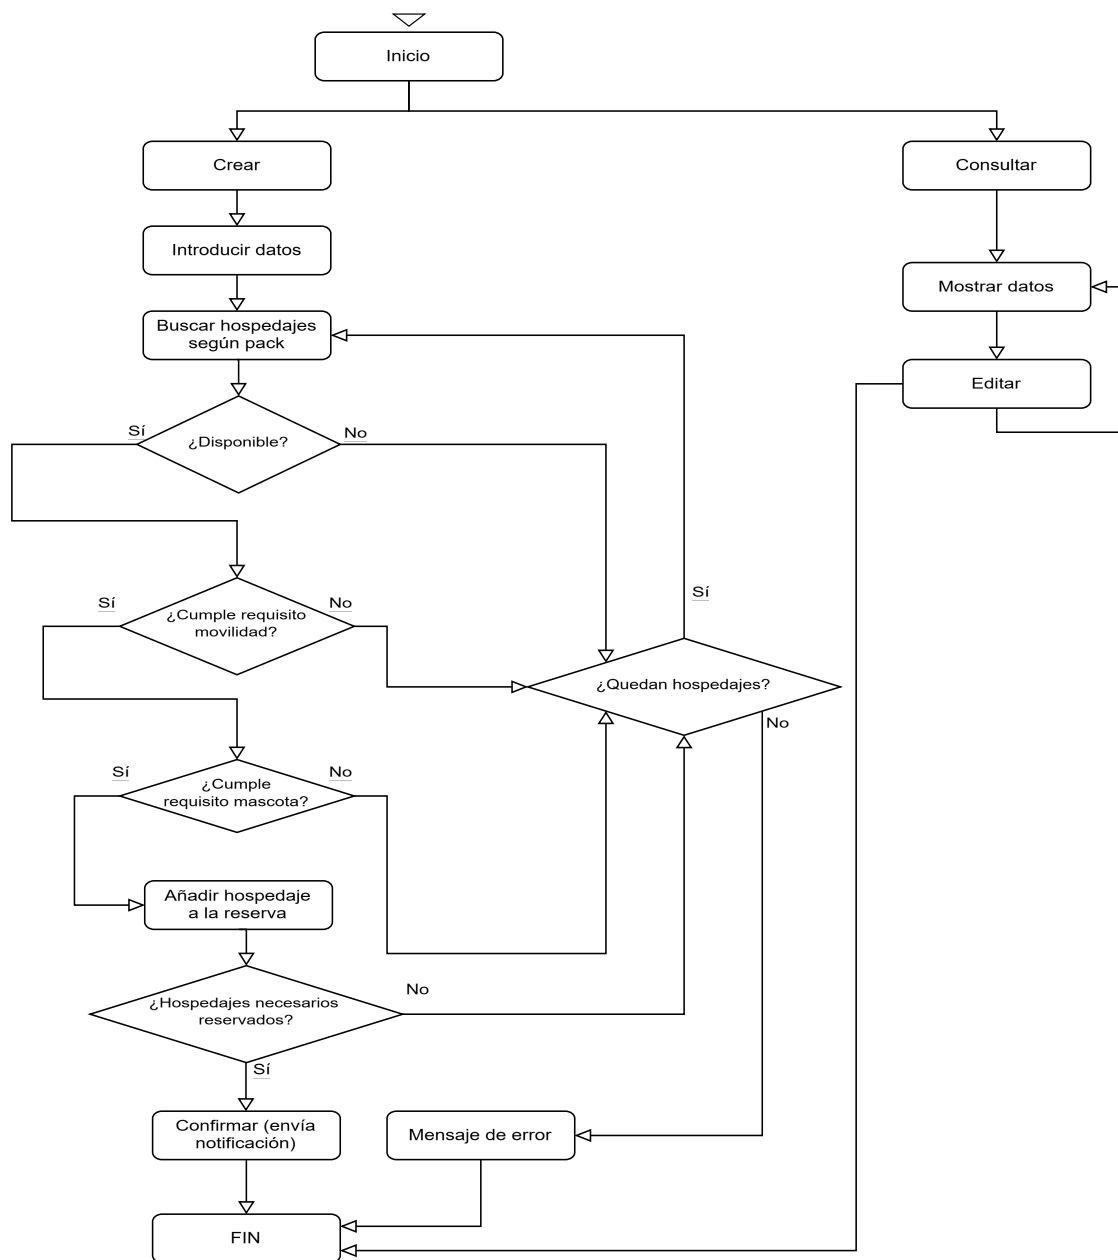 Inicio
Crear
Consultar
Introducir datos
Mostrar datos
Buscar hospedajes
según pack
Editar
Sí
¿Disponible?
No
Sí
¿Cumple requisito
movilidad?
No
Sí
¿Quedan hospedajes?
No
Sí
¿Cumple
requisito mascota?
No
Añadir hospedaje
a la reserva
¿Hospedajes necesarios
reservados?
No
Sí
Confirmar (envía
notificación)
Mensaje de error
FIN